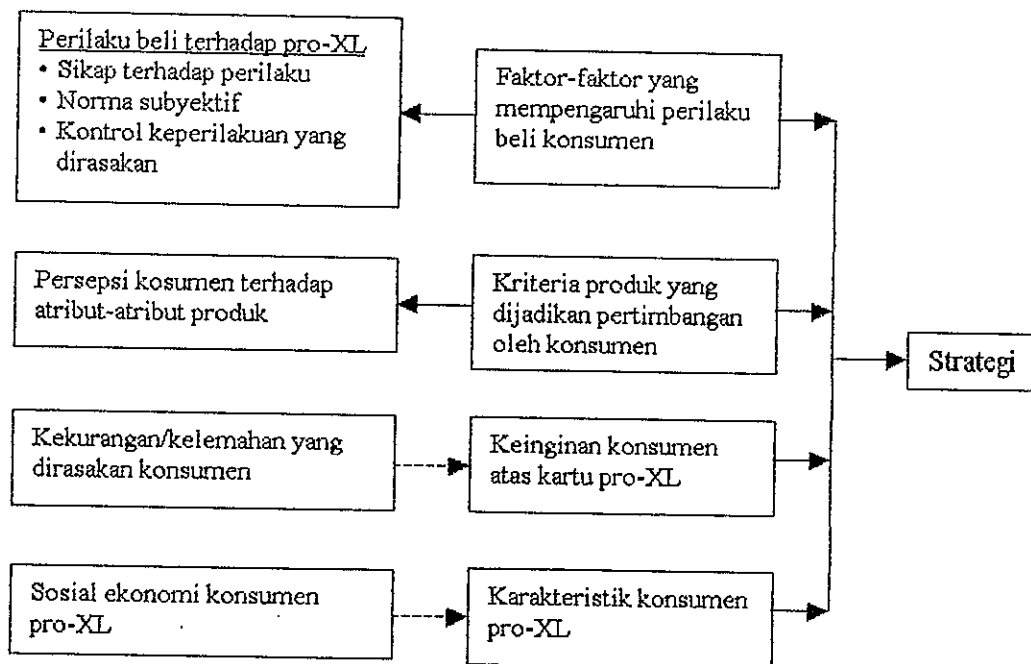 Perilaku beli terhadap pro-XL
• Sikap terhadap perilaku
• Norma subyektif
• Kontrol keperilakuan yang
dirasakan
Faktor-faktor yang
mempengaruhi perilaku
beli konsumen
Persepsi kosumen terhadap
atribut-atribut produk
Kriteria produk yang
dijadikan pertimbangan
oleh konsumen
Strategi
Kekurangan/kelemahan yang
dirasakan konsumen
Keinginan konsumen
atas kartu pro-XL
Sosial ekonomi konsumen
pro-XL
Karakteristik konsumen
pro-XL